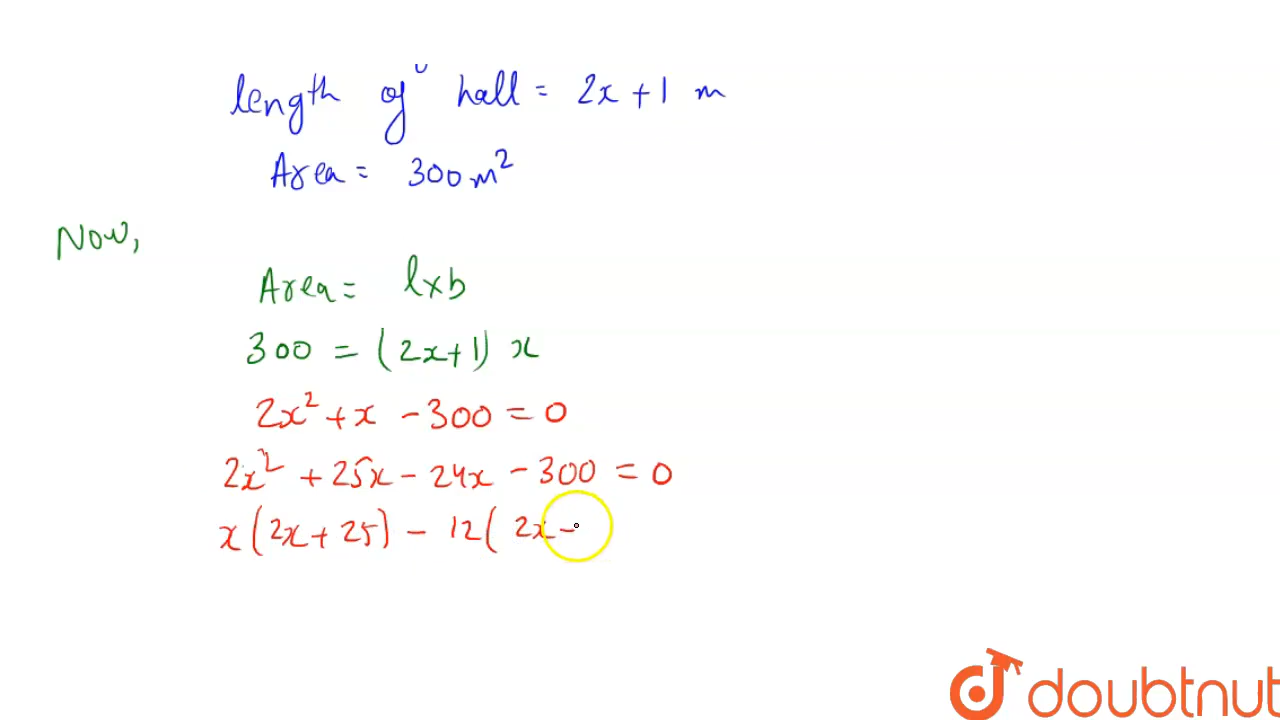 length of hall = 2x + 1 m
Area = 300 m²
Now,
Area = l×b
300 = (2x+1) x
2x² + x - 300 = 0
2x² + 25x - 24x - 300 = 0
x(2x + 25) - 12( 2x -
doubtnut